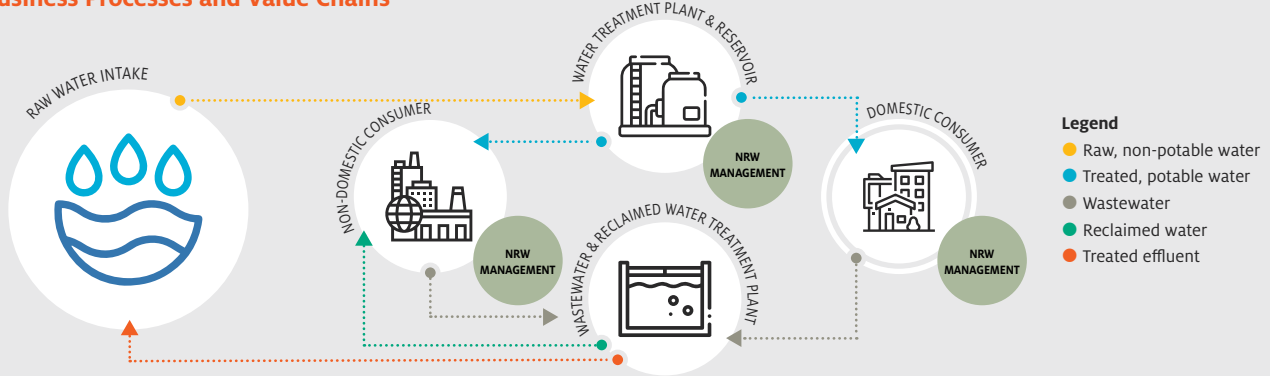 usiness Processes and Value Chains
RAW WATER INTAKE
WATER TREATMENT PLANT & RESERVOIR
NRW
MANAGEMENT
NON-DOMESTIC CONSUMER
NRW
MANAGEMENT
DOMESTIC CONSUMER
NRW
MANAGEMENT
WASTEWATER & RECLAIMED WATER TREATMENT PLANT
Legend
Raw, non-potable water
Treated, potable water
Wastewater
Reclaimed water
Treated effluent